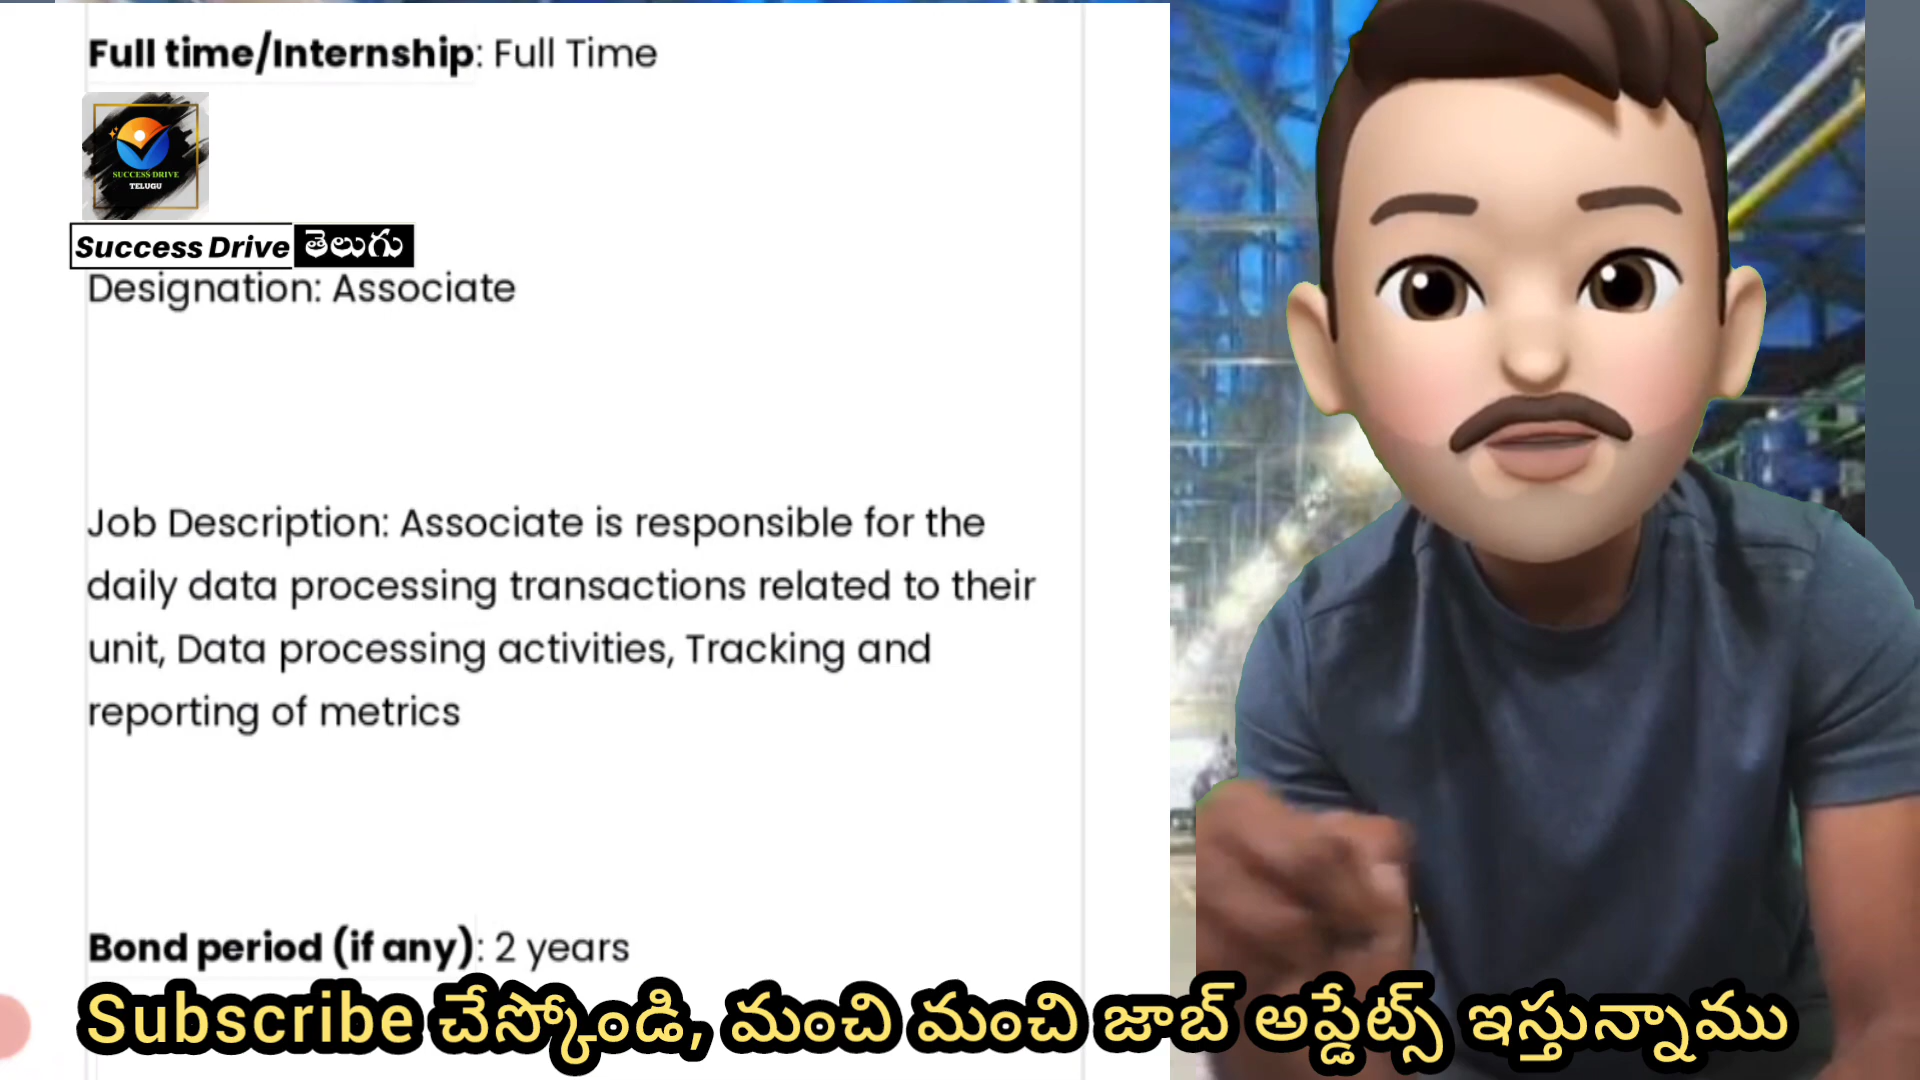 Full time/Internship: Full Time
SUCCESS DRIVE
TELUGU
Success Drive తెలుగు
Designation: Associate
Job Description: Associate is responsible for the
daily data processing transactions related to their
unit, Data processing activities, Tracking and
reporting of metrics
Bond period (if any): 2 years
Subscribe చేస్కోండి, మంచి మంచి జాబ్ అప్డేట్స్ ఇస్తున్నాము